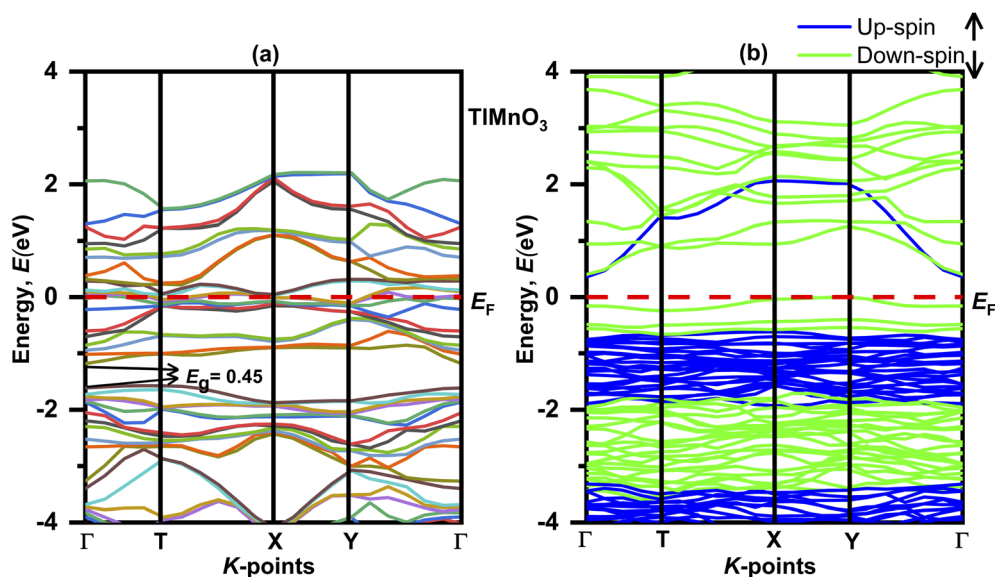 (a)
(b)
Up-spin ↑
Down-spin ↓
TlMnO3
Energy, E(eV)
4
2
0
-2
-4
EF
Eg= 0.45
Γ T X Y Γ
K-points
Energy, E(eV)
4
2
0
-2
-4
EF
Γ T X Y Γ
K-points